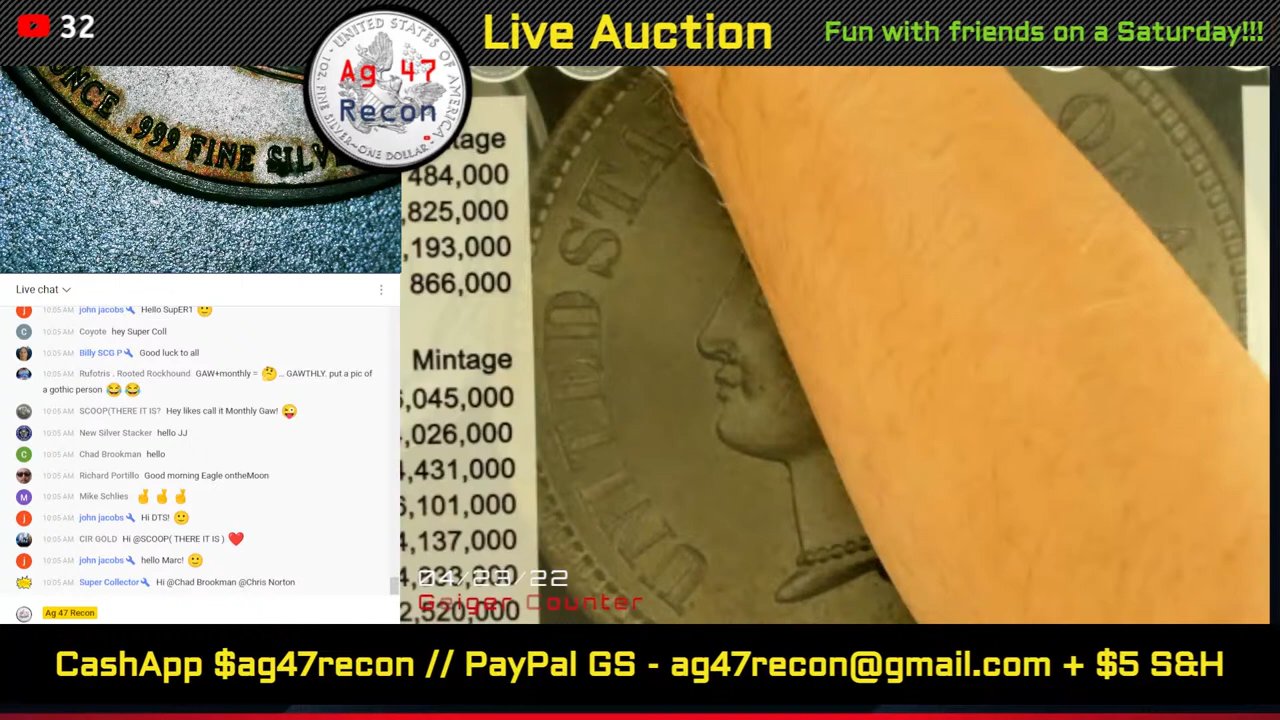 32
Live Auction
Fun with friends on a Saturday!!!
UNITED STATES OF AMERICA
1 OZ. FINE SILVER~ONE DOLLAR
Ag 47
Recon
OUNCE .999 FINE SILV
tage
484,000
,825,000
,193,000
866,000
Mintage
,045,000
,026,000
,431,000
,101,000
,137,000
2,520,000
UNITED STAT
OF A
04/23/22
Geiger Counter
Live chat
10:05 AM john jacobs Hello SupER1 🙂
10:05 AM Coyote hey Super Coll
10:05 AM Billy SCG P Good luck to all
10:05 AM Rufotris . Rooted Rockhound GAW+monthly = 🤔 ... GAWTHLY. put a pic of
a gothic person 😂 😂
10:05 AM SCOOP(THERE IT IS? Hey likes call it Monthly Gaw! 😜
10:05 AM New Silver Stacker hello JJ
10:05 AM Chad Brookman hello
10:05 AM Richard Portillo Good morning Eagle ontheMoon
10:05 AM Mike Schlies 🤞 🤞 🤞
10:05 AM john jacobs Hi DTS! 🙂
10:05 AM CIR GOLD Hi @SCOOP( THERE IT IS ) ❤️
10:05 AM john jacobs hello Marc! 🙂
10:05 AM Super Collector Hi @Chad Brookman @Chris Norton
Ag 47 Recon
CashApp $ag47recon // PayPal GS - ag47recon@gmail.com + $5 S&H